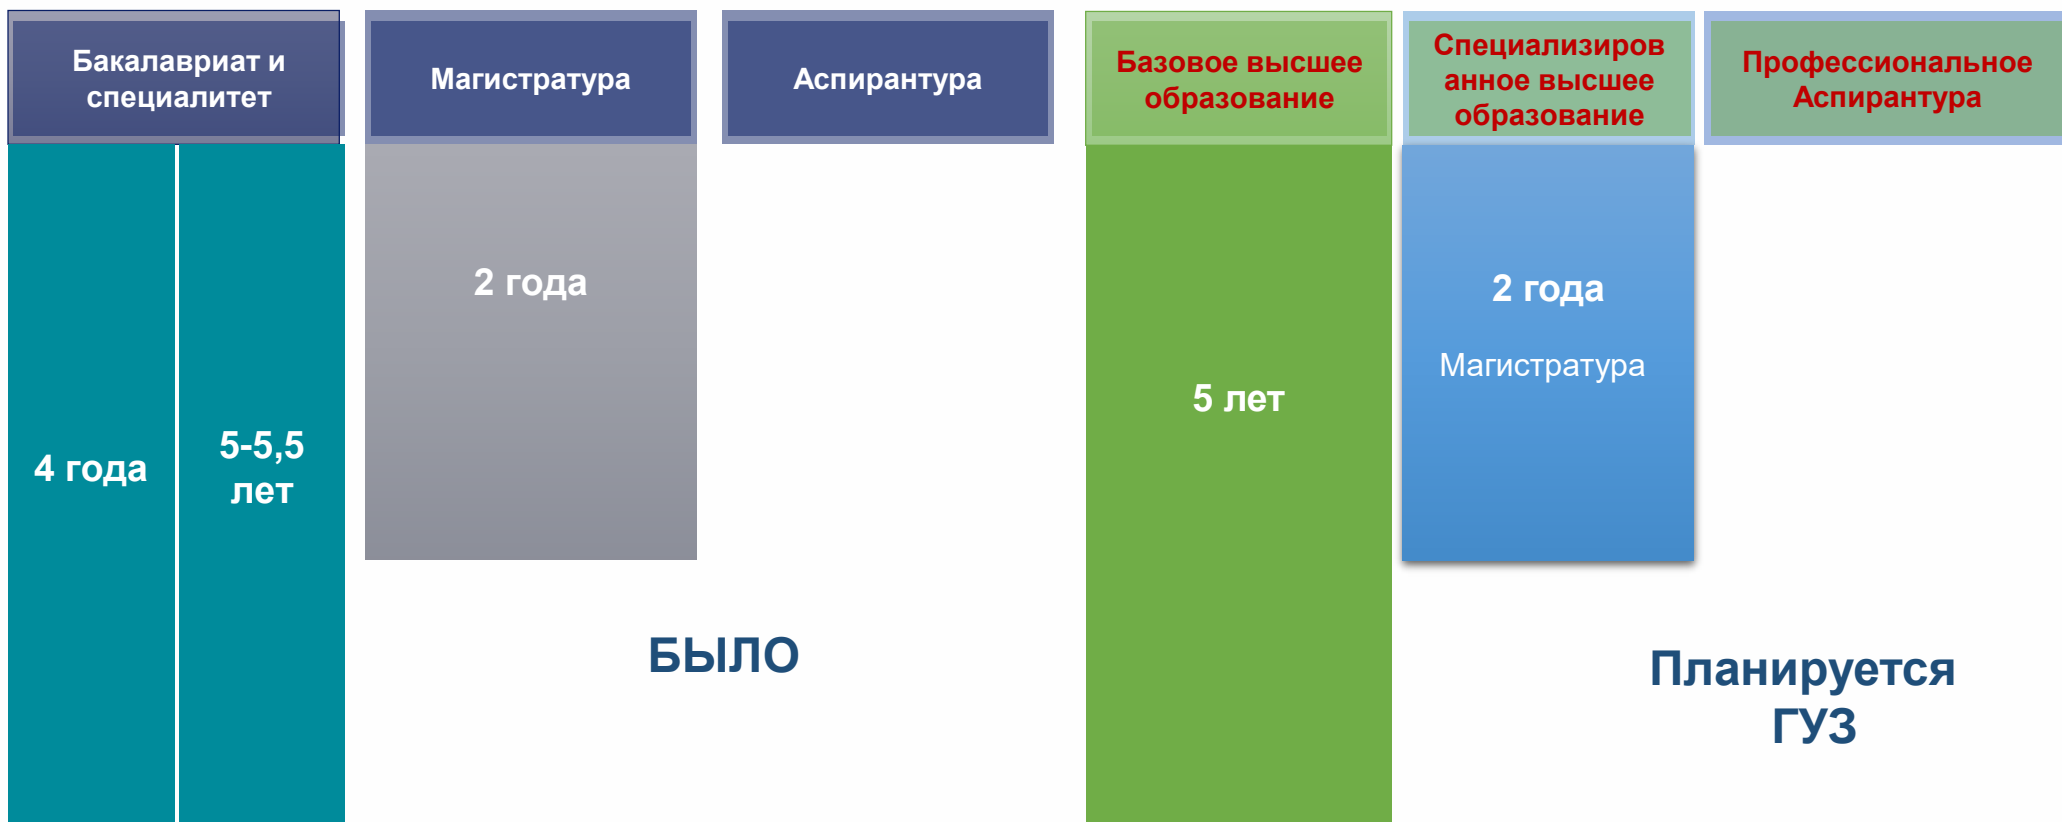 Бакалавриат и
специалитет
Магистратура
Аспирантура
4 года
5-5,5
лет
2 года
БЫЛО
Базовое высшее
образование
Специализиров
анное высшее
образование
Профессиональное
Аспирантура
5 лет
2 года
Магистратура
Планируется
ГУЗ